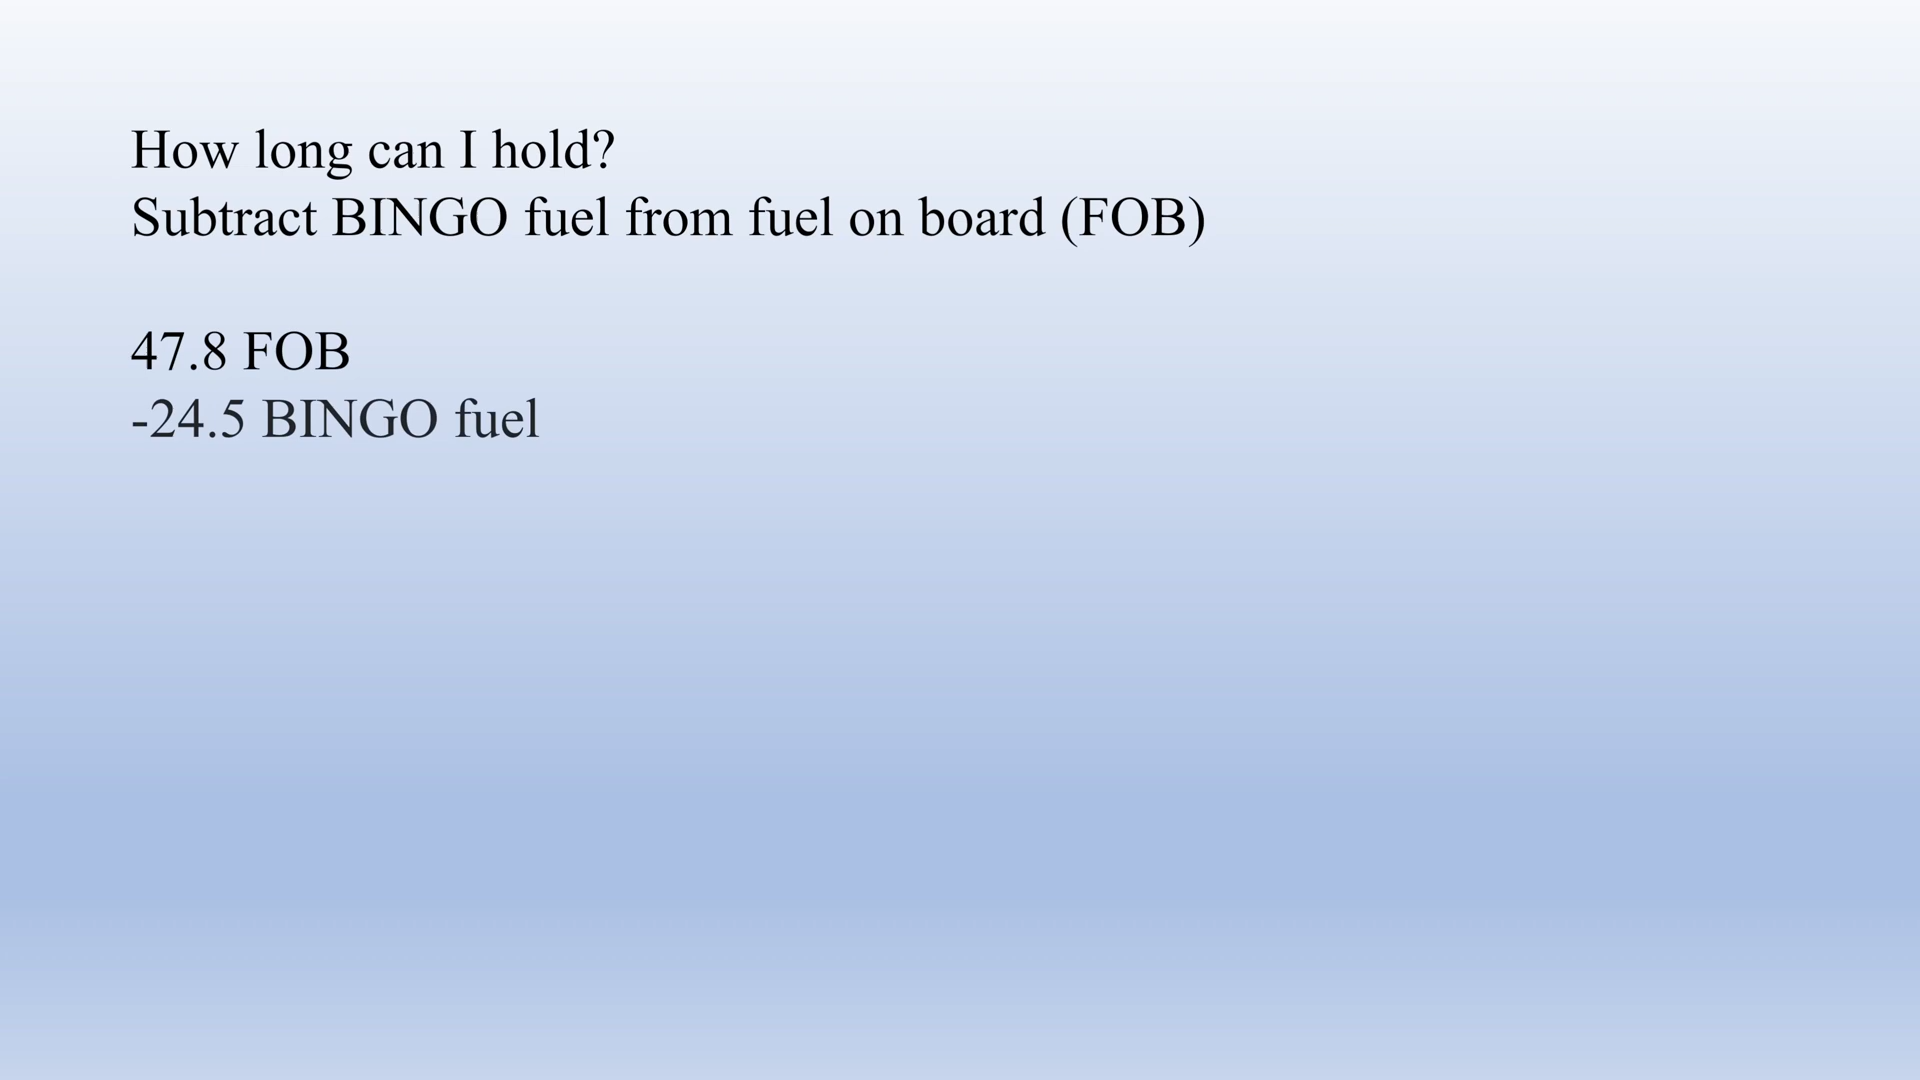 How long can I hold?
Subtract BINGO fuel from fuel on board (FOB)
47.8 FOB
-24.5 BINGO fuel